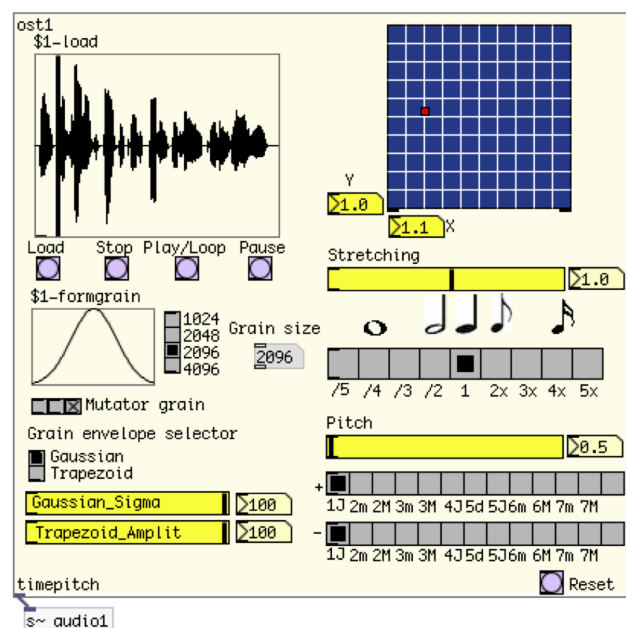 ost1
$1-load
Y
1.0
1.1 X
Load Stop Play/Loop Pause
Stretching
1.0
$1-formgrain
1024
2048
2096
4096
Grain size
2096
/5 /4 /3 /2 1 2x 3x 4x 5x
Mutator grain
Grain envelope selector
Gaussian
Trapezoid
Pitch
0.5
Gaussian_Sigma 100
Trapezoid_Amplit 100
+
1J 2m 2M 3m 3M 4J 5d 5J 6m 6M 7m 7M
-
1J 2m 2M 3m 3M 4J 5d 5J 6m 6M 7m 7M
timepitch
Reset
s~ audio1